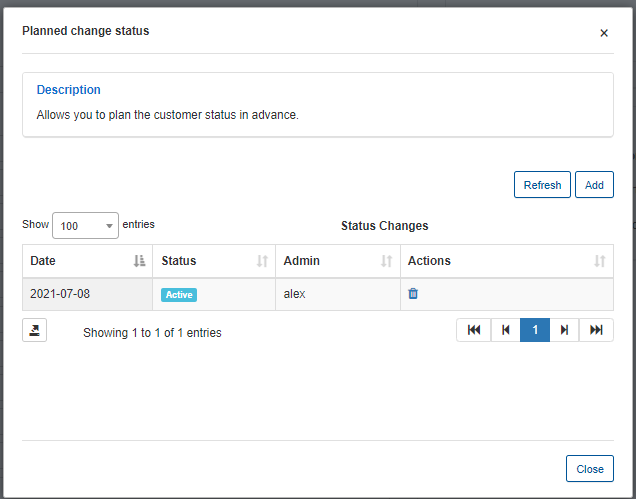 Planned change status ×
Description
Allows you to plan the customer status in advance.
Refresh Add
Show 100 entries Status Changes
Date Status Admin Actions
2021-07-08 Active alex
Showing 1 to 1 of 1 entries 1
Close